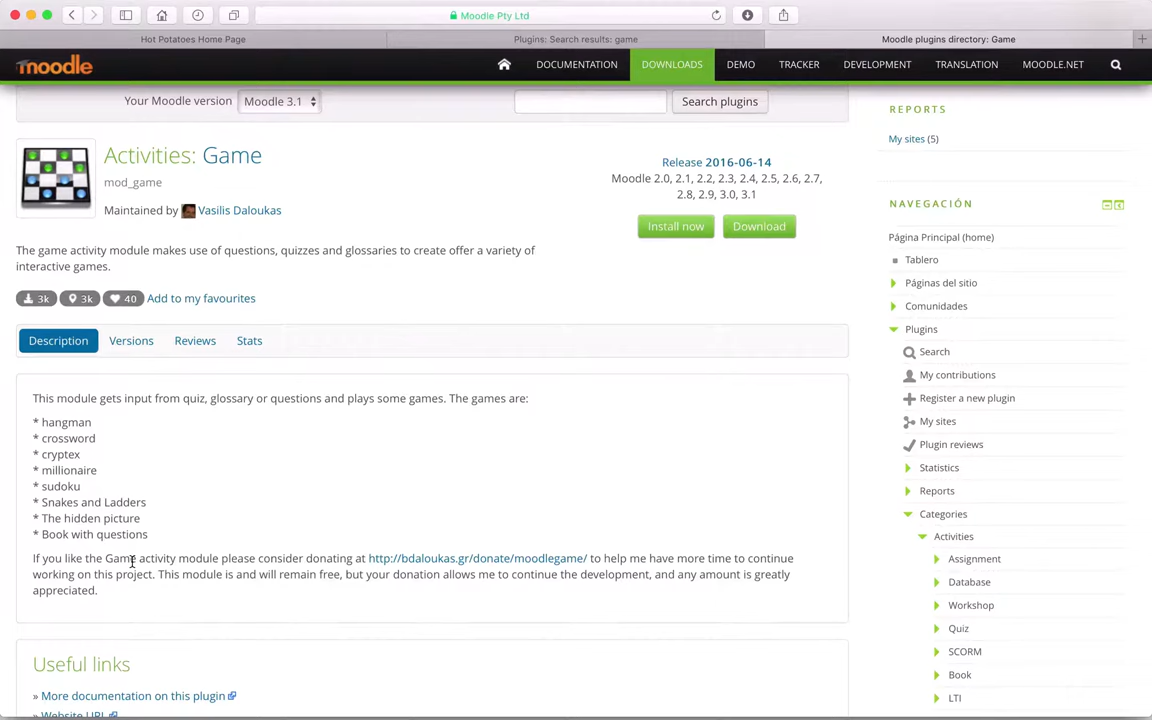 Moodle Pty Ltd
Hot Potatoes Home Page
Plugins: Search results: game
Moodle plugins directory: Game
moodle
DOCUMENTATION
DOWNLOADS
DEMO
TRACKER
DEVELOPMENT
TRANSLATION
MOODLE.NET
Your Moodle version
Moodle 3.1
Search plugins
Activities: Game
mod_game
Maintained by Vasilis Daloukas
Release 2016-06-14
Moodle 2.0, 2.1, 2.2, 2.3, 2.4, 2.5, 2.6, 2.7,
2.8, 2.9, 3.0, 3.1
Install now
Download
The game activity module makes use of questions, quizzes and glossaries to create offer a variety of
interactive games.
3k
3k
40
Add to my favourites
Description
Versions
Reviews
Stats
This module gets input from quiz, glossary or questions and plays some games. The games are:
* hangman
* crossword
* cryptex
* millionaire
* sudoku
* Snakes and Ladders
* The hidden picture
* Book with questions
If you like the Game activity module please consider donating at http://bdaloukas.gr/donate/moodlegame/ to help me have more time to continue
working on this project. This module is and will remain free, but your donation allows me to continue the development, and any amount is greatly
appreciated.
Useful links
» More documentation on this plugin
» Website URL
REPORTS
My sites (5)
NAVEGACIÓN
Página Principal (home)
Tablero
Páginas del sitio
Comunidades
Plugins
Search
My contributions
Register a new plugin
My sites
Plugin reviews
Statistics
Reports
Categories
Activities
Assignment
Database
Workshop
Quiz
SCORM
Book
LTI